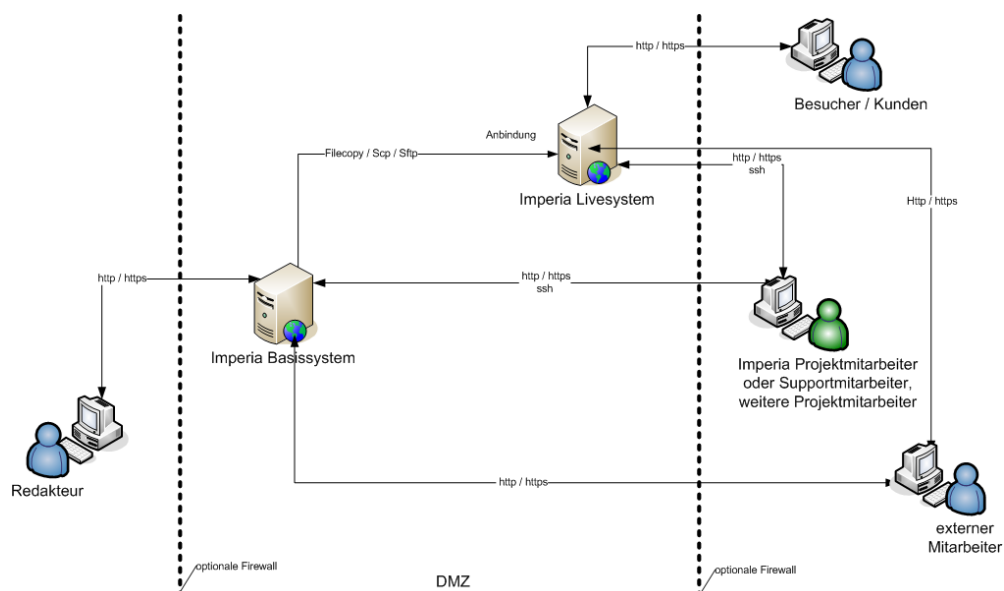 http / https
Besucher / Kunden
Anbindung
Filecopy / Scp / Sftp
http / https
ssh
Imperia Livesystem
Http / https
http / https
http / https
ssh
Imperia Basissystem
Imperia Projektmitarbeiter
oder Supportmitarbeiter,
weitere Projektmitarbeiter
Redakteur
http / https
externer
Mitarbeiter
optionale Firewall
DMZ
optionale Firewall